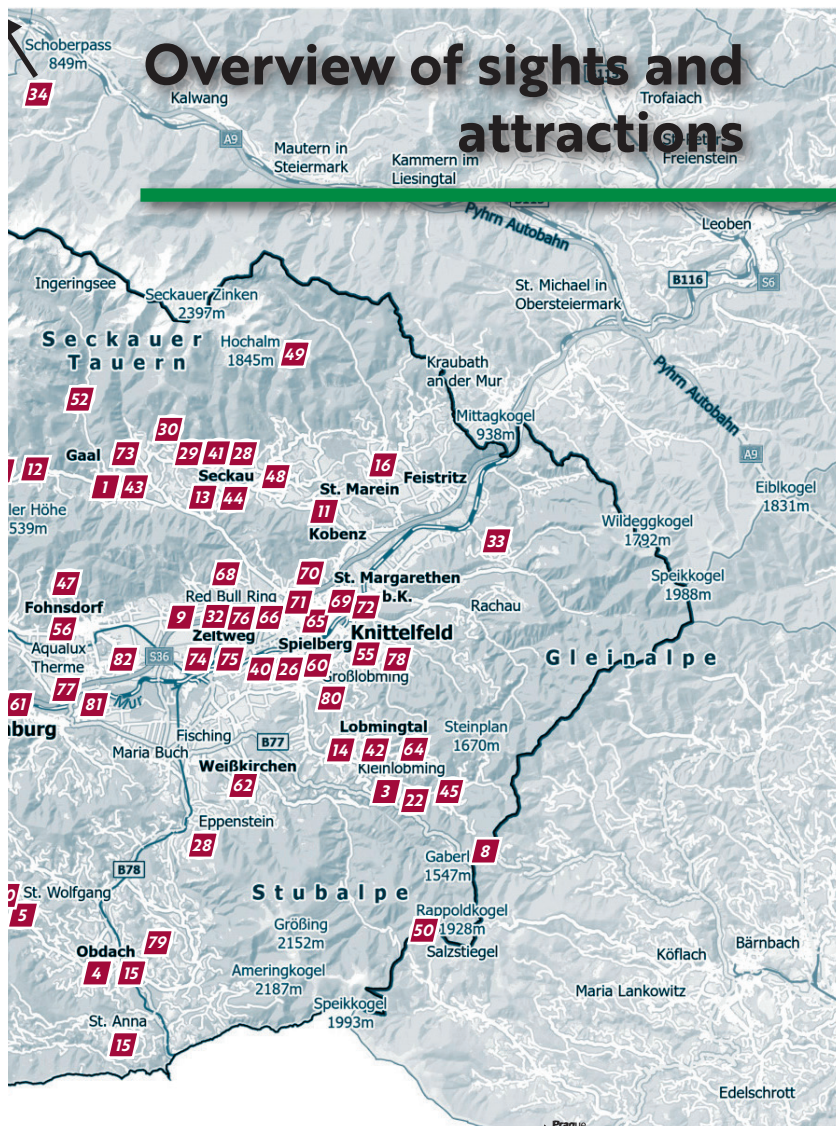 Overview of sights and
attractions
Schoberpass
849m
34
Kalwang
A9
Trofaiach
Mautern in
Steiermark
Kammern im
Liesingtal
St. Peter-
Freienstein
Pyhrn Autobahn
Leoben
Ingeringsee
Seckauer Zinken
2397m
St. Michael in
Obersteiermark
B116
S6
Seckauer
Tauern
Hochalm
1845m
49
Kraubath
an der Mur
Pyhrn Autobahn
52
Mittagkogel
938m
30
A9
Gaal
73
29
41
28
12
Seckau
48
16
Feistritz
1
43
13
44
St. Marein
11
Eiblkogel
1831m
ler Höhe
539m
Kobenz
33
Wildeggkogel
1792m
47
68
70
St. Margarethen
b.K.
Speikkogel
1988m
Fohnsdorf
Red Bull Ring
71
69
72
Rachau
56
9
32
76
66
65
Zeltweg
Spielberg
Knittelfeld
Aqualux
Therme
82
S36
74
75
40
26
60
55
78
Gleinalpe
Großlobming
77
80
61
81
Mur
nburg
Lobmingtal
Steinplan
1670m
Fisching
B77
14
42
64
Maria Buch
Kleinlobming
Weißkirchen
62
3
22
45
Eppenstein
28
Gaberl
1547m
8
B78
St. Wolfgang
5
Stubalpe
Rappoldkogel
1928m
50
Größing
2152m
Salzstiegel
79
Obdach
4
15
Köflach
Bärnbach
Ameringkogel
2187m
Maria Lankowitz
Speikkogel
1993m
St. Anna
15
Edelschrott
Prague